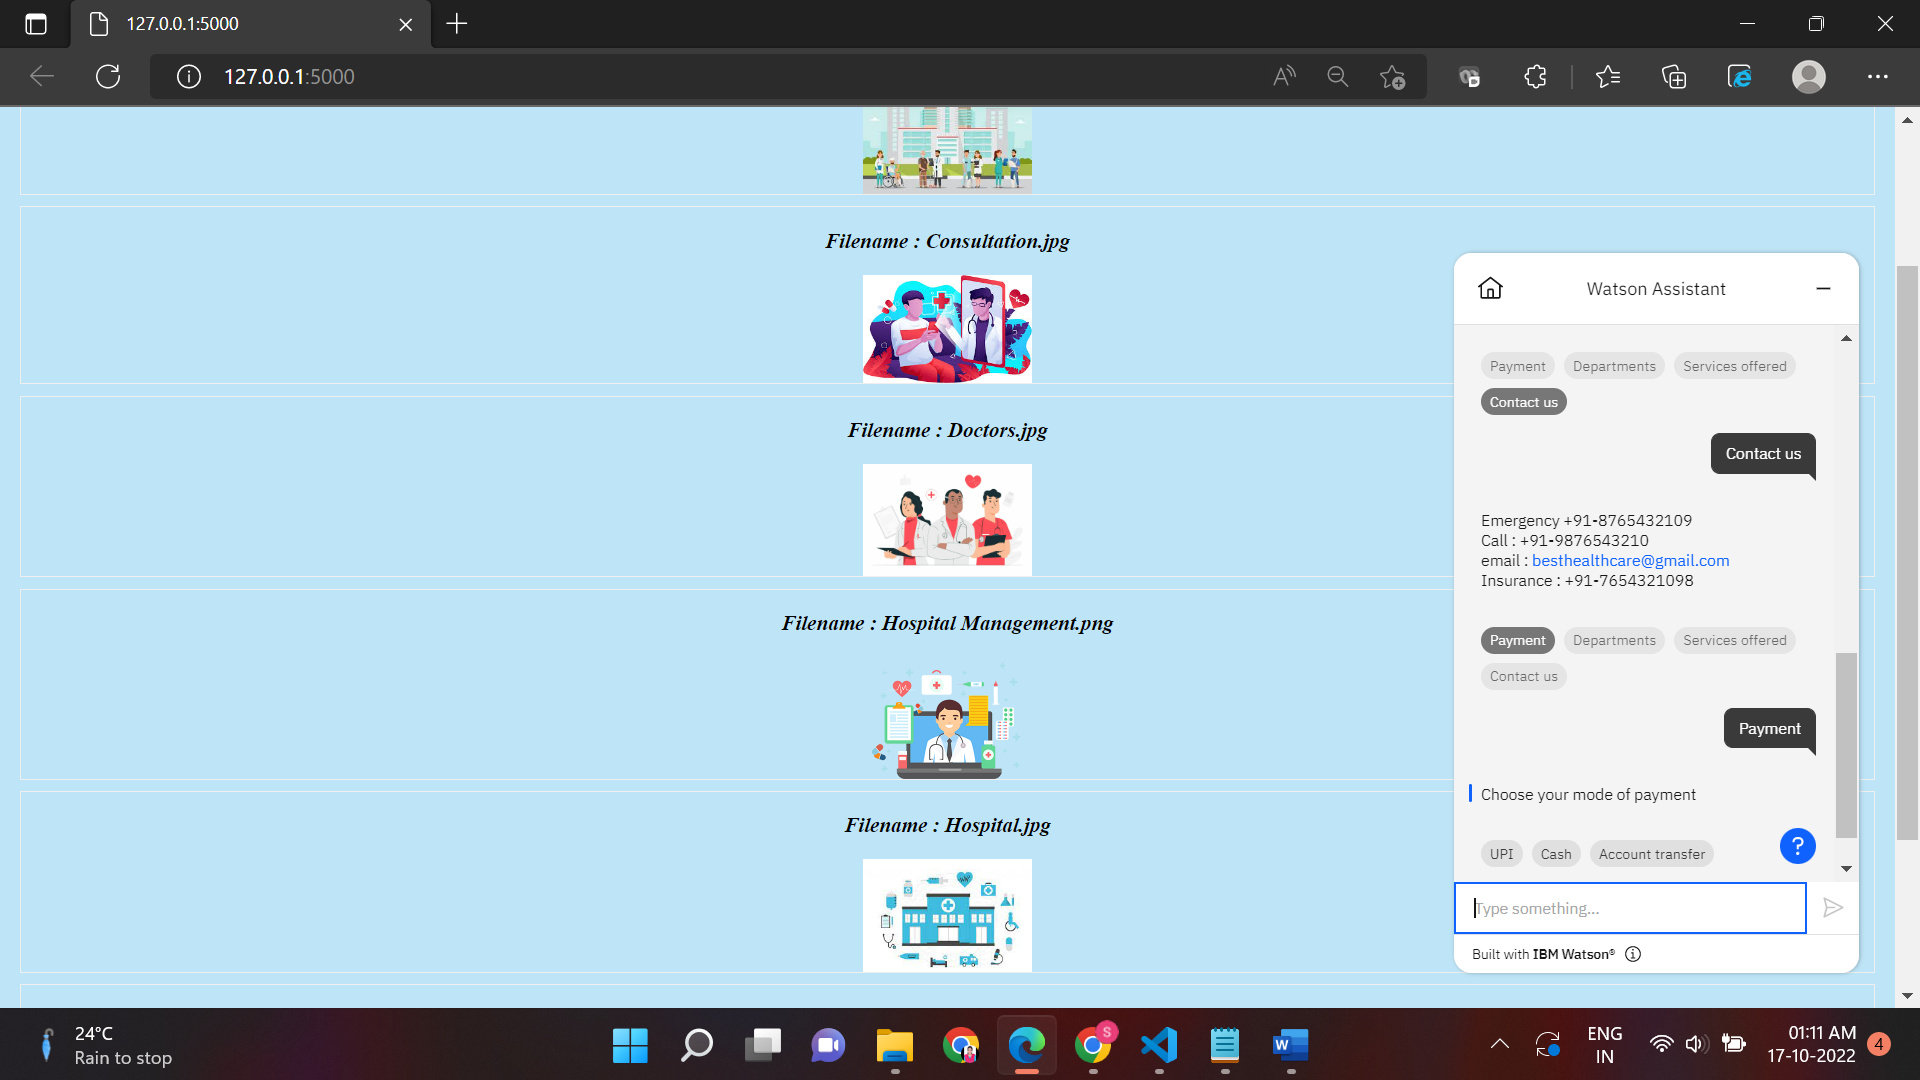 127.0.0.1:5000
127.0.0.1:5000
Filename : Consultation.jpg
Filename : Doctors.jpg
Filename : Hospital Management.png
Filename : Hospital.jpg
Watson Assistant
Payment Departments Services offered
Contact us
Contact us
Emergency +91-8765432109
Call : +91-9876543210
email : besthealthcare@gmail.com
Insurance : +91-7654321098
Payment Departments Services offered
Contact us
Payment
Choose your mode of payment
UPI Cash Account transfer
?
Type something...
Built with IBM Watson®
24°C
Rain to stop
S
W
ENG
IN
01:11 AM
17-10-2022
4